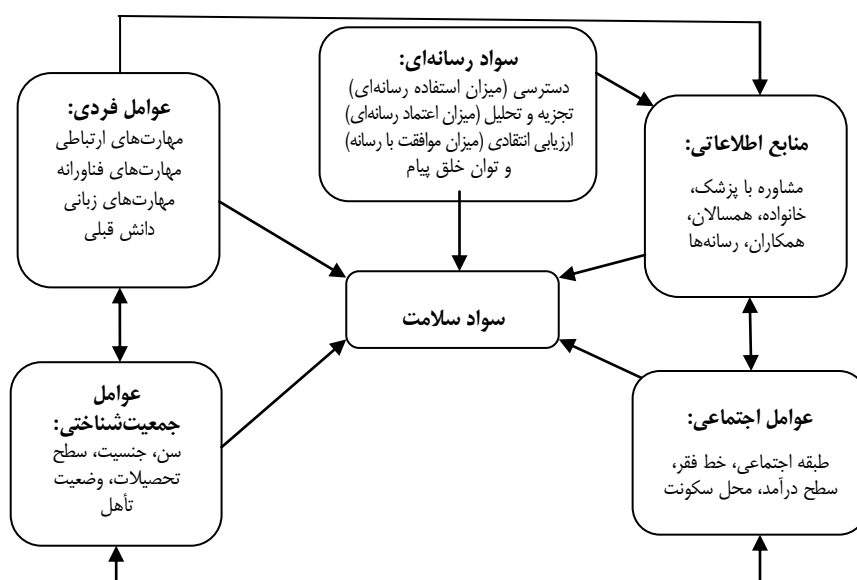 سواد رسانه‌ای:
دسترسی (میزان استفاده رسانه‌ای)
تجزیه و تحلیل (میزان اعتماد رسانه‌ای)
ارزیابی انتقادی (میزان موافقت با رسانه)
و توان خلق پیام
عوامل فردی:
مهارت‌های ارتباطی
مهارت‌های فناورانه
مهارت‌های زبانی
دانش قبلی
منابع اطلاعاتی:
مشاوره با پزشک،
خانواده، همسالان،
همکاران، رسانه‌ها
سواد سلامت
عوامل
جمعیت‌شناختی:
سن، جنسیت، سطح
تحصیلات، وضعیت
تأهل
عوامل اجتماعی:
طبقه اجتماعی، خط فقر،
سطح درآمد، محل سکونت